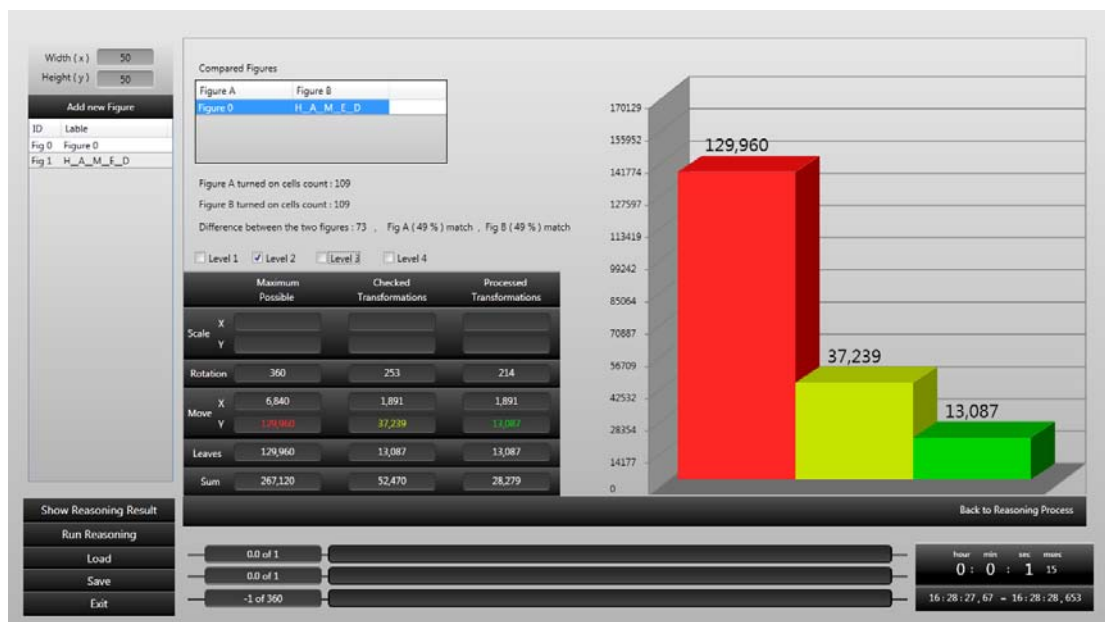 Width ( x ) 50
Height ( y ) 50
Add new Figure
ID Lable
Fig 0 Figure 0
Fig 1 H_A_M_E_D
Show Reasoning Result
Run Reasoning
Load
Save
Exit
Compared Figures
Figure A Figure B
Figure 0 H_A_M_E_D
Figure A turned on cells count : 109
Figure B turned on cells count : 109
Difference between the two figures : 73 , Fig A ( 49 % ) match , Fig B ( 49 % ) match
Level 1 Level 2 Level 3 Level 4
Maximum Possible Checked Transformations Processed Transformations
Scale X
Y
Rotation 360 253 214
Move X 6,840 1,891 1,891
Y 129,960 37,239 13,087
Leaves 129,960 13,087 13,087
Sum 267,120 52,470 28,279
170129
155952
141774
127597
113419
99242
85064
70887
56709
42532
28354
14177
0
129,960
37,239
13,087
Back to Reasoning Process
0.0 of 1
0.0 of 1
-1 of 360
hour min sec msec
0 : 0 : 1 15
16:28:27,67 - 16:28:28,653